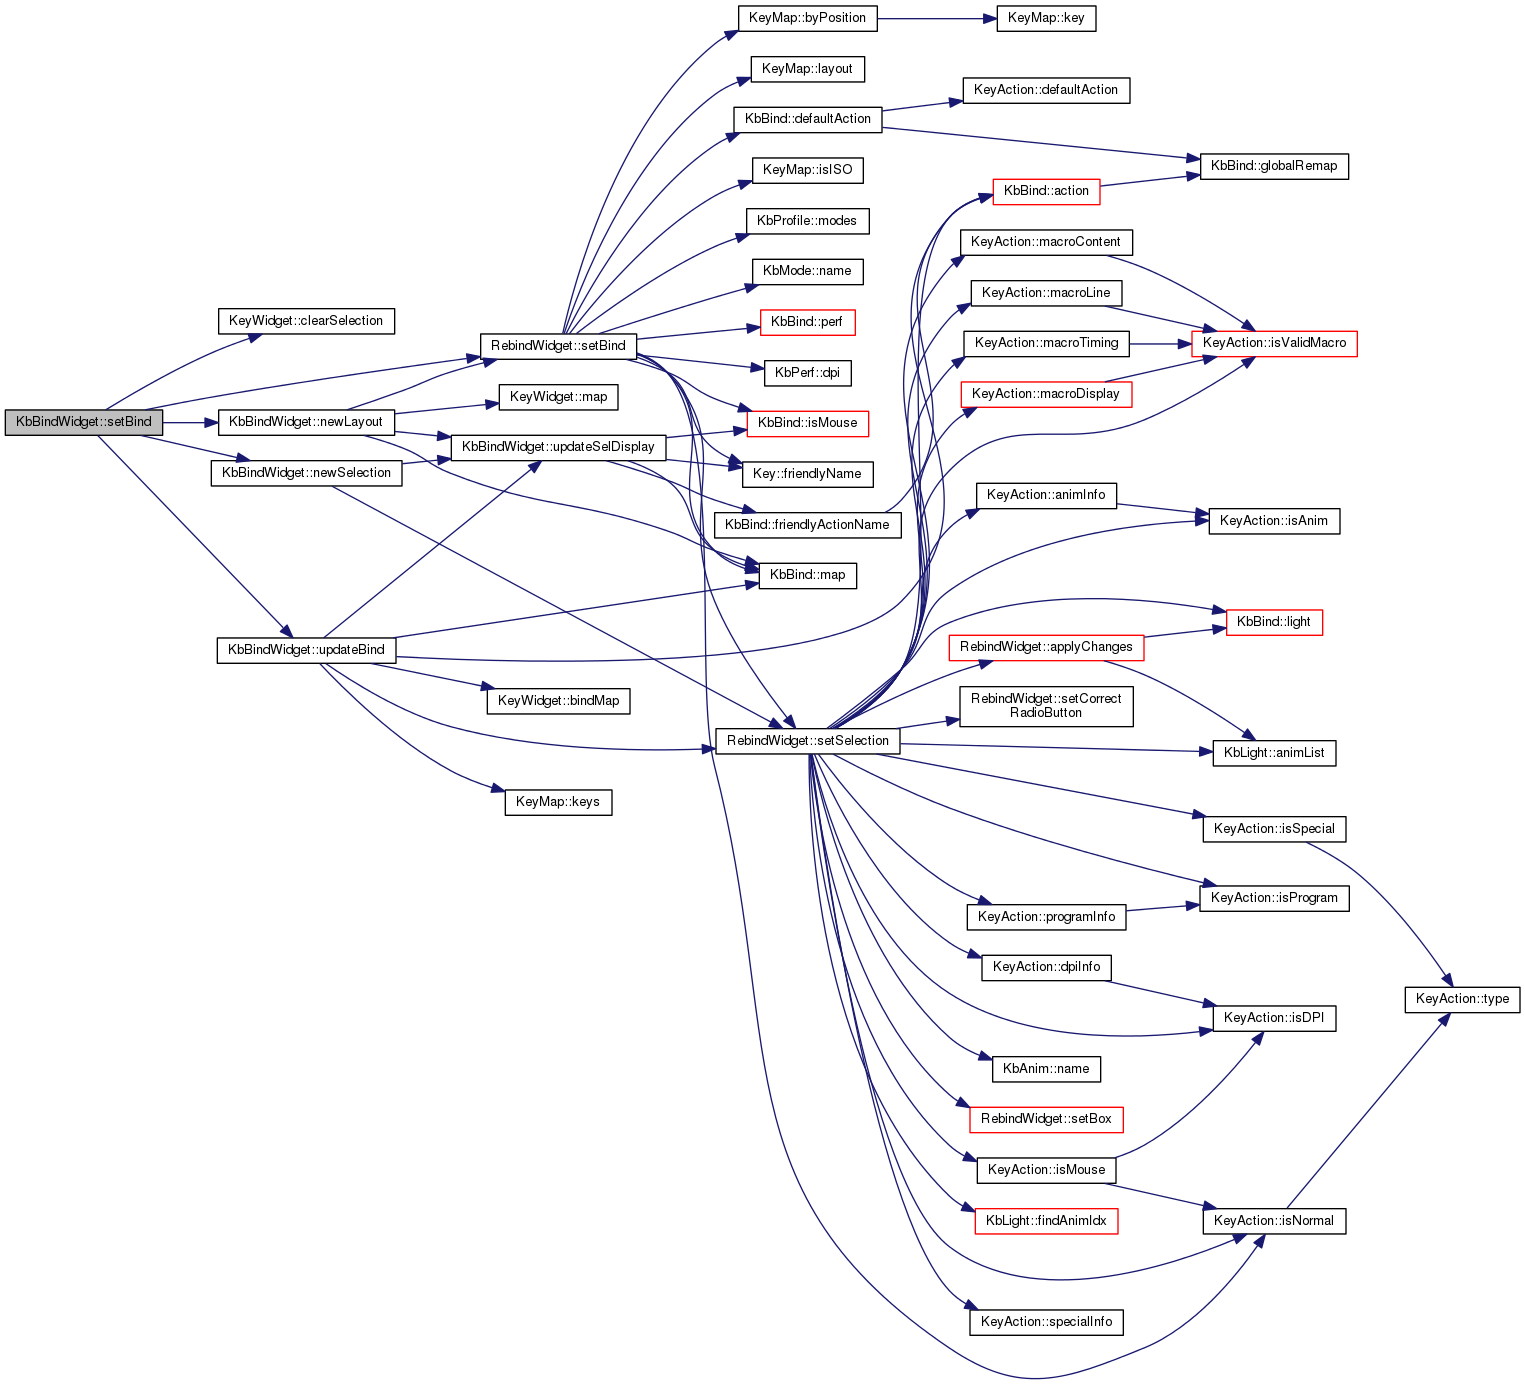 KeyMap::byPosition
KeyMap::key
KeyMap::layout
KeyAction::defaultAction
KbBind::defaultAction
KbBind::globalRemap
KeyMap::isISO
KbBind::action
KbProfile::modes
KeyAction::macroContent
KbMode::name
KeyAction::macroLine
KeyWidget::clearSelection
KbBind::perf
RebindWidget::setBind
KeyAction::macroTiming
KeyAction::isValidMacro
KbPerf::dpi
KeyWidget::map
KeyAction::macroDisplay
KbBindWidget::setBind
KbBindWidget::newLayout
KbBind::isMouse
KbBindWidget::updateSelDisplay
KbBindWidget::newSelection
Key::friendlyName
KeyAction::animInfo
KbBind::friendlyActionName
KeyAction::isAnim
KbBind::map
KbBind::light
KbBindWidget::updateBind
RebindWidget::applyChanges
KeyWidget::bindMap
RebindWidget::setCorrect
RadioButton
RebindWidget::setSelection
KbLight::animList
KeyMap::keys
KeyAction::isSpecial
KeyAction::isProgram
KeyAction::programInfo
KeyAction::dpiInfo
KeyAction::type
KeyAction::isDPI
KbAnim::name
RebindWidget::setBox
KeyAction::isMouse
KbLight::findAnimIdx
KeyAction::isNormal
KeyAction::specialInfo